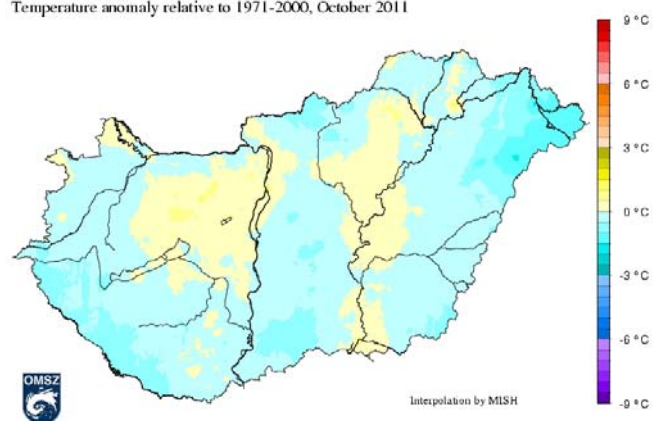 Temperature anomaly relative to 1971-2000, October 2011
9 °C
6 °C
3 °C
0 °C
-3 °C
-6 °C
-9 °C
OMSZ
Interpolation by MISH